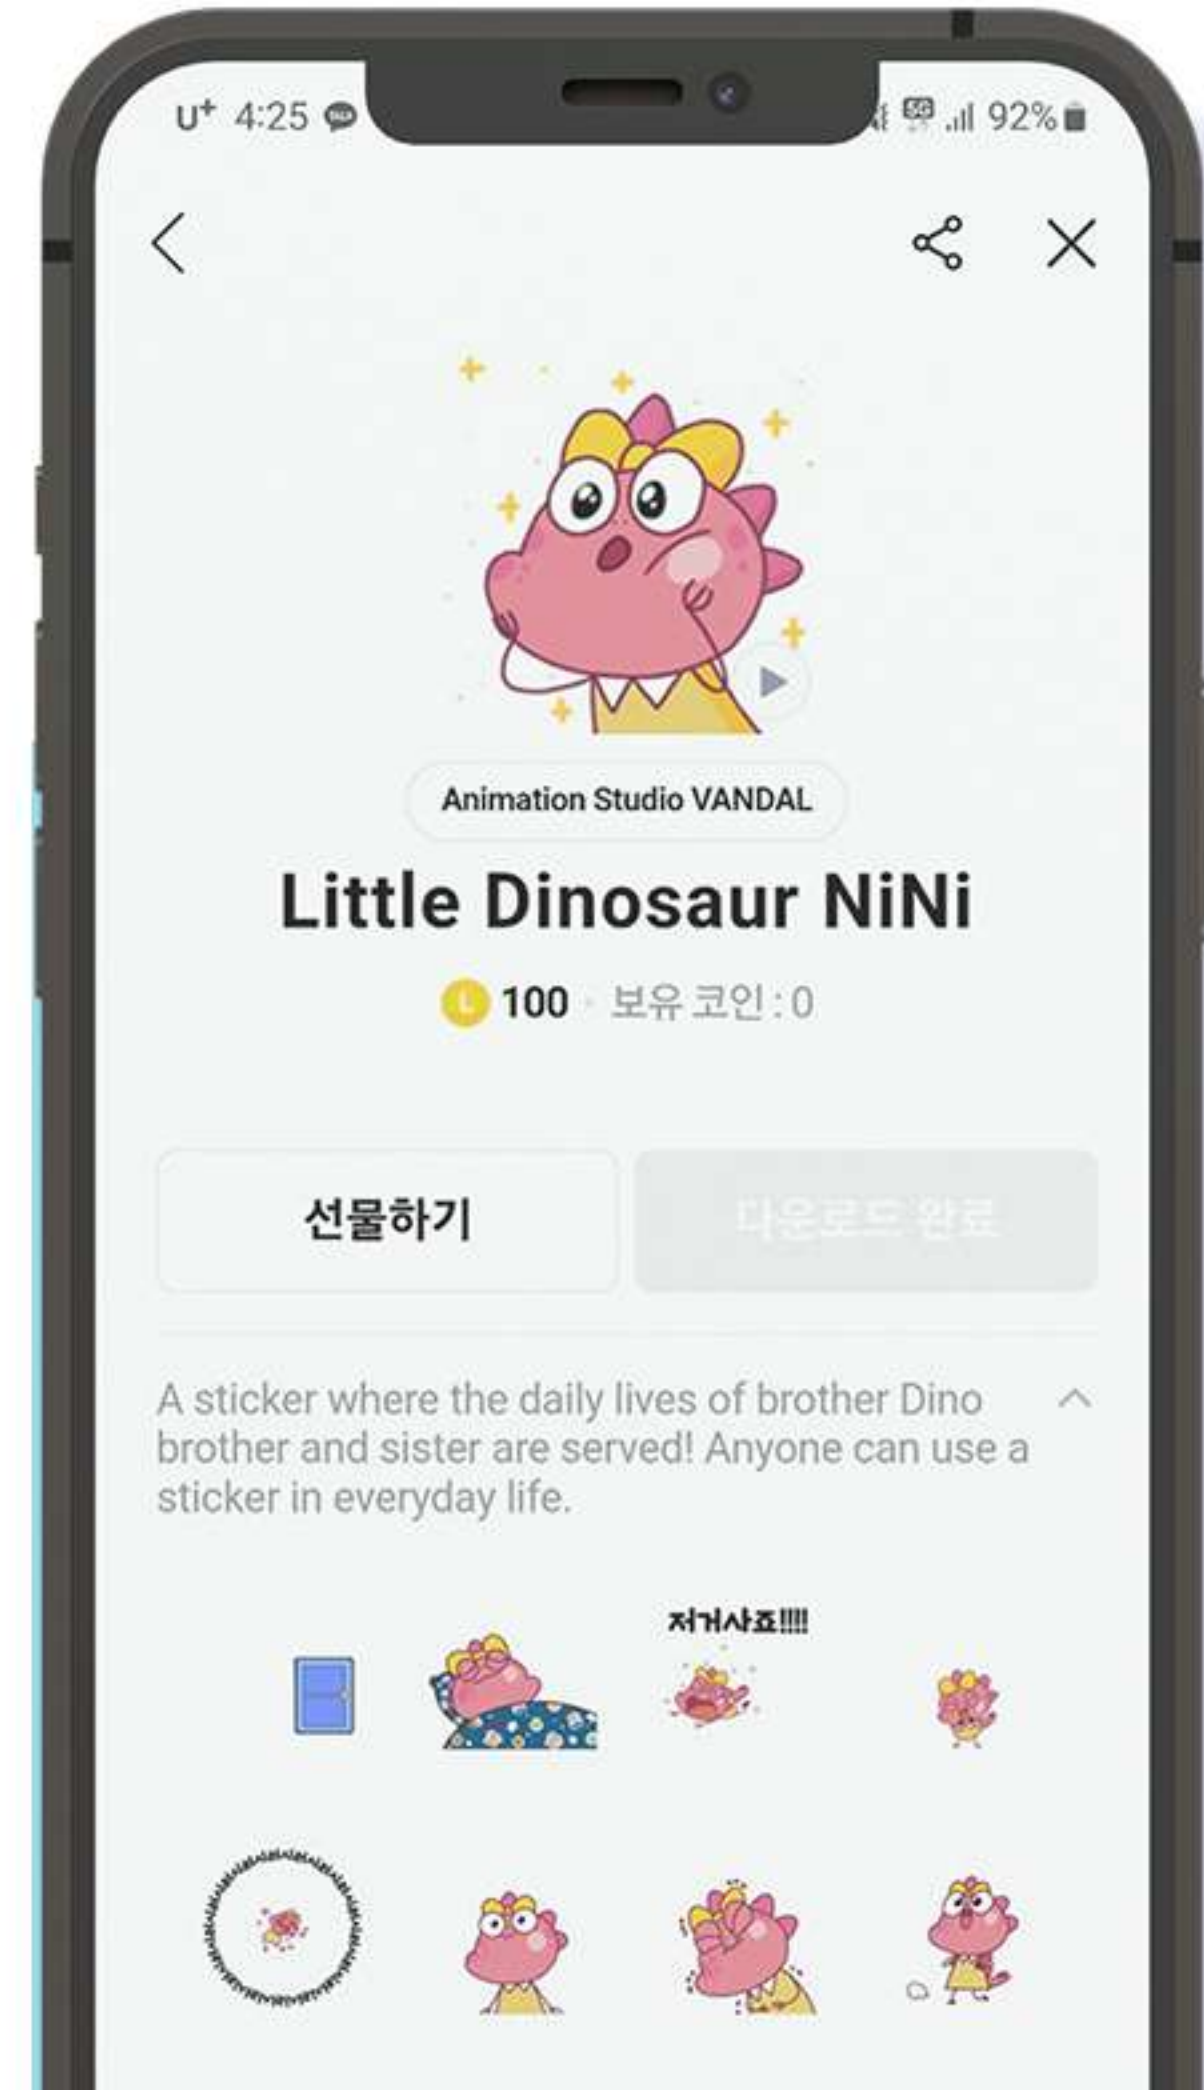 U+ 4:25 TALK 5G 92%
Animation Studio VANDAL
Little Dinosaur NiNi
L 100 · 보유 코인 : 0
선물하기 다운로드 완료
A sticker where the daily lives of brother Dino
brother and sister are served! Anyone can use a
sticker in everyday life.
저거사죠!!!!